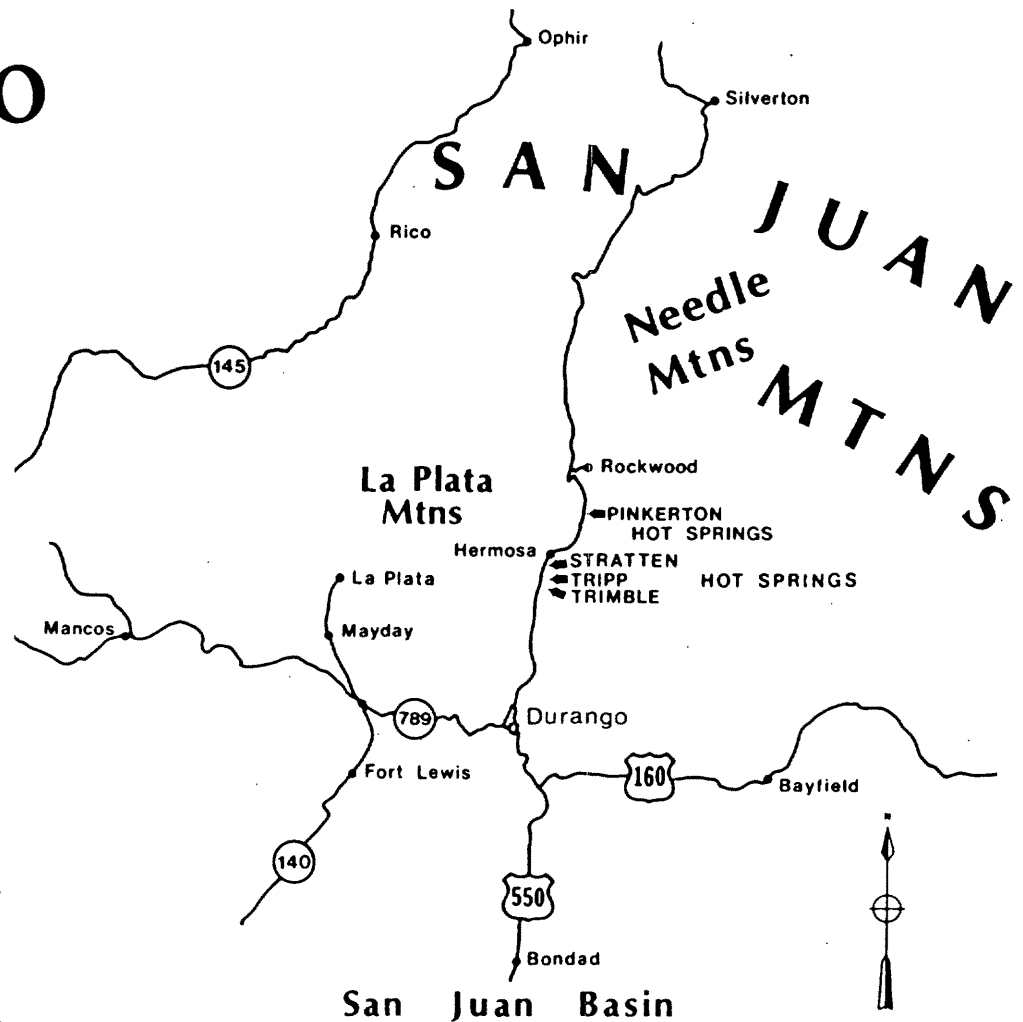 Ophir
O
Silverton
SAN JUAN MTNS
Rico
Needle
Mtns
145
Rockwood
La Plata
Mtns
PINKERTON
HOT SPRINGS
Hermosa
STRATTEN
TRIPP HOT SPRINGS
TRIMBLE
La Plata
Mancos
Mayday
789
Durango
Fort Lewis
160
Bayfield
140
550
Bondad
San Juan Basin